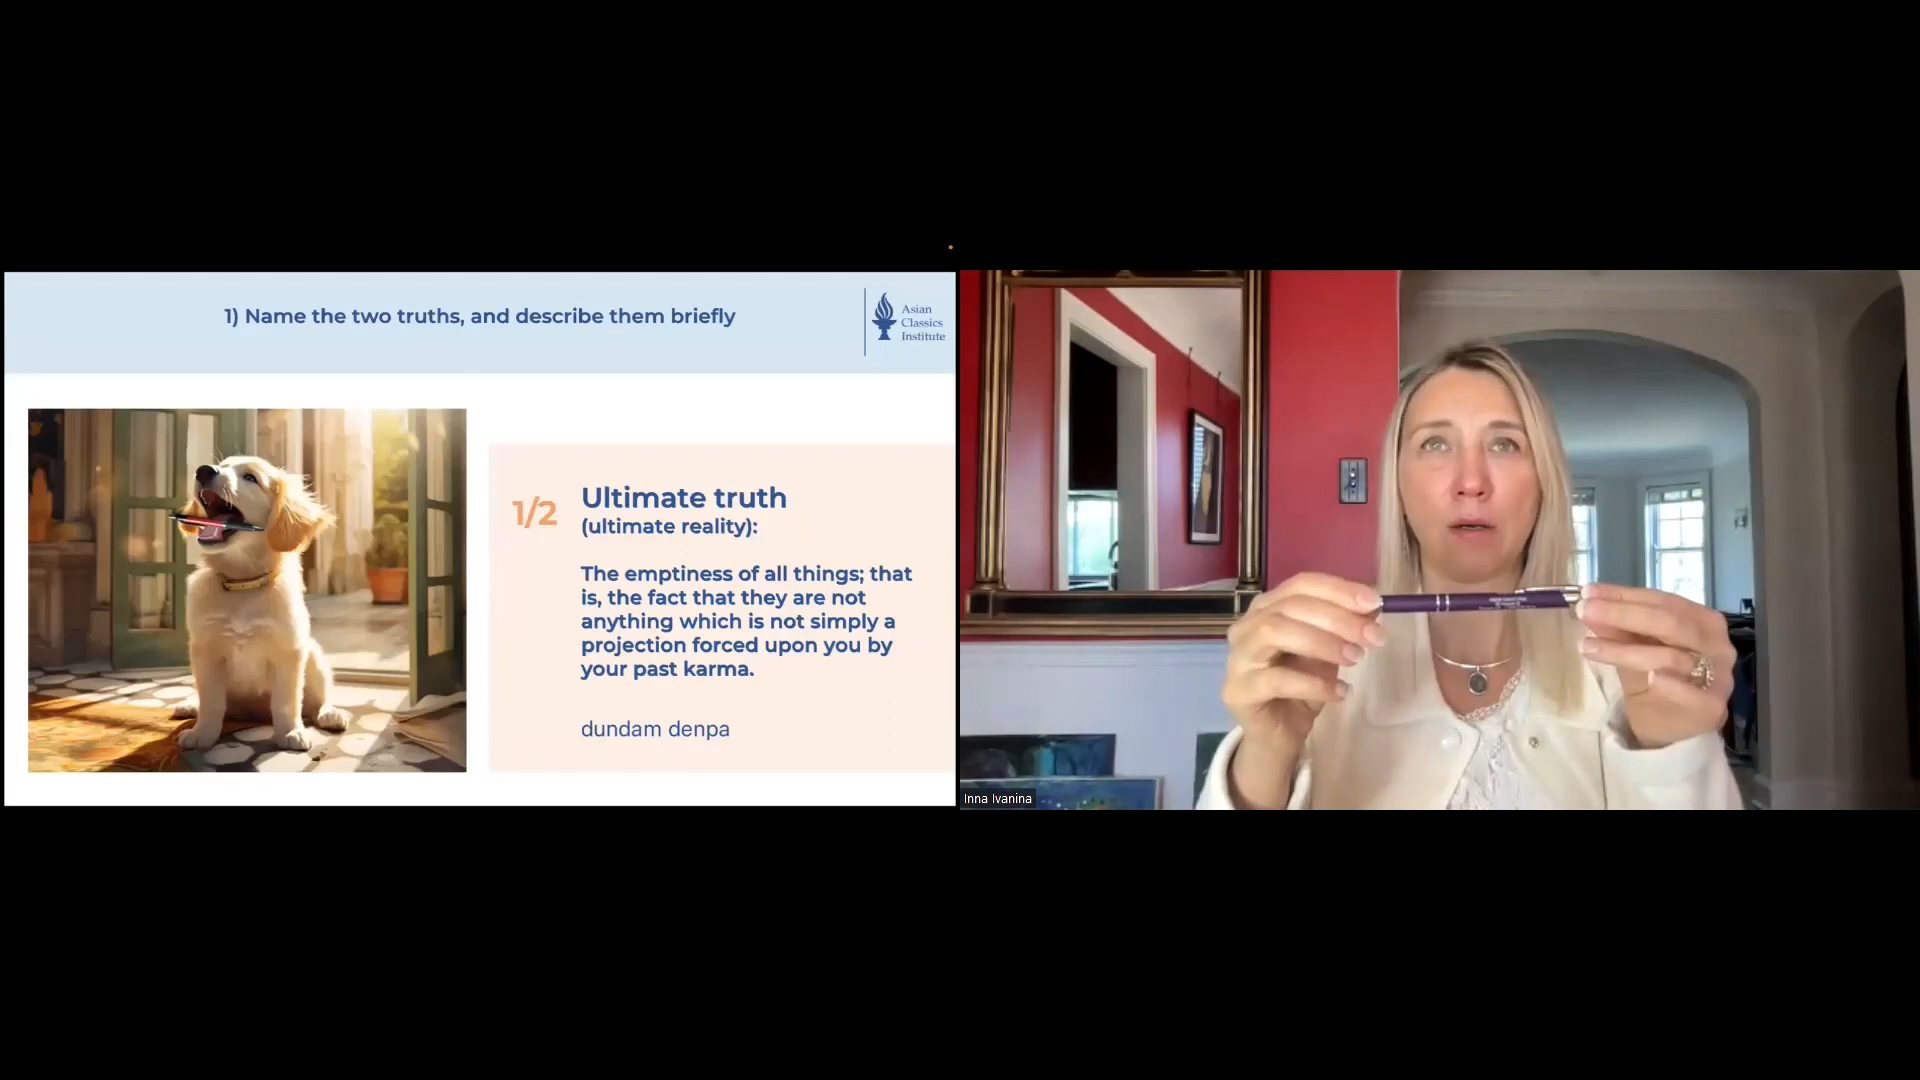 1) Name the two truths, and describe them briefly
Asian
Classics
Institute
1/2
Ultimate truth
(ultimate reality):
The emptiness of all things; that
is, the fact that they are not
anything which is not simply a
projection forced upon you by
your past karma.
dundam denpa
Inna Ivanina